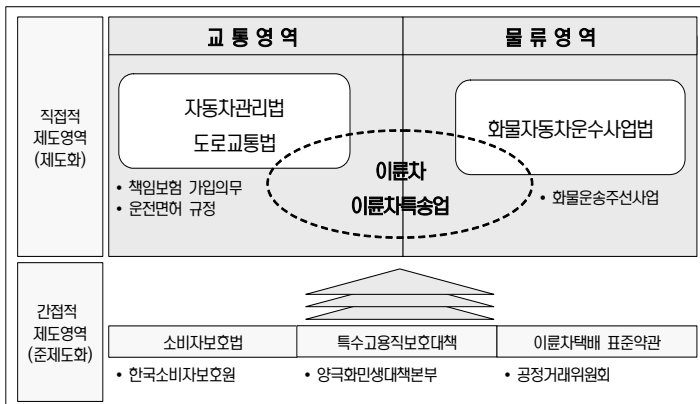 교 통 영 역
물 류 영 역
직접적
제도영역
(제도화)
자동차관리법
도로교통법
화물자동차운수사업법
이륜차
이륜차특송업
• 책임보험 가입의무
• 운전면허 규정
• 화물운송주선사업
간접적
제도영역
(준제도화)
소비자보호법
특수고용직보호대책
이륜차택배 표준약관
• 한국소비자보호원
• 양극화민생대책본부
• 공정거래위원회